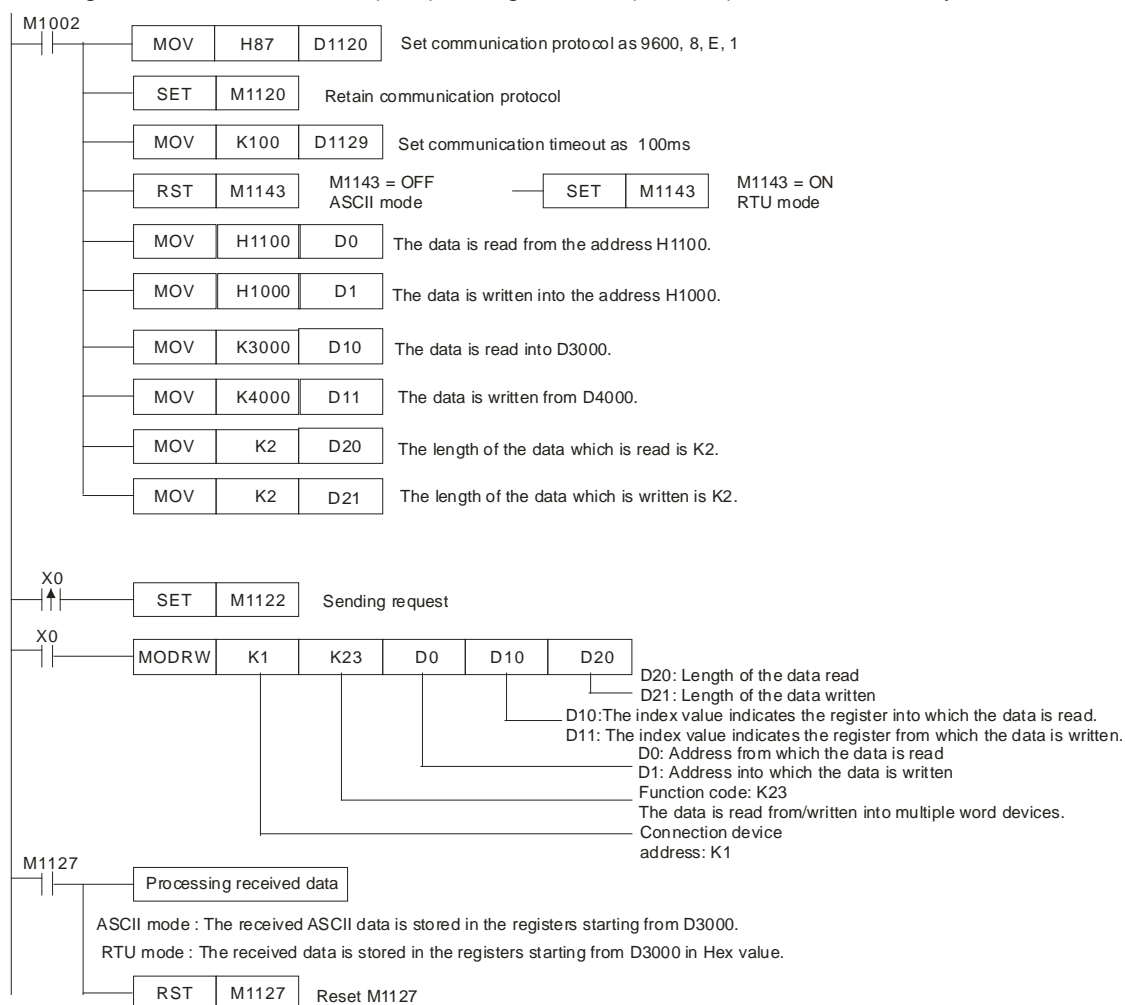 M1002
MOV H87 D1120 Set communication protocol as 9600, 8, E, 1
SET M1120 Retain communication protocol
MOV K100 D1129 Set communication timeout as 100ms
RST M1143 M1143 = OFF
ASCII mode
SET M1143 M1143 = ON
RTU mode
MOV H1100 D0 The data is read from the address H1100.
MOV H1000 D1 The data is written into the address H1000.
MOV K3000 D10 The data is read into D3000.
MOV K4000 D11 The data is written from D4000.
MOV K2 D20 The length of the data which is read is K2.
MOV K2 D21 The length of the data which is written is K2.
X0
SET M1122 Sending request
X0
MODRW K1 K23 D0 D10 D20
D20: Length of the data read
D21: Length of the data written
D10:The index value indicates the register into which the data is read.
D11: The index value indicates the register from which the data is written.
D0: Address from which the data is read
D1: Address into which the data is written
Function code: K23
The data is read from/written into multiple word devices.
Connection device
address: K1
M1127
Processing received data
ASCII mode : The received ASCII data is stored in the registers starting from D3000.
RTU mode : The received data is stored in the registers starting from D3000 in Hex value.
RST M1127 Reset M1127